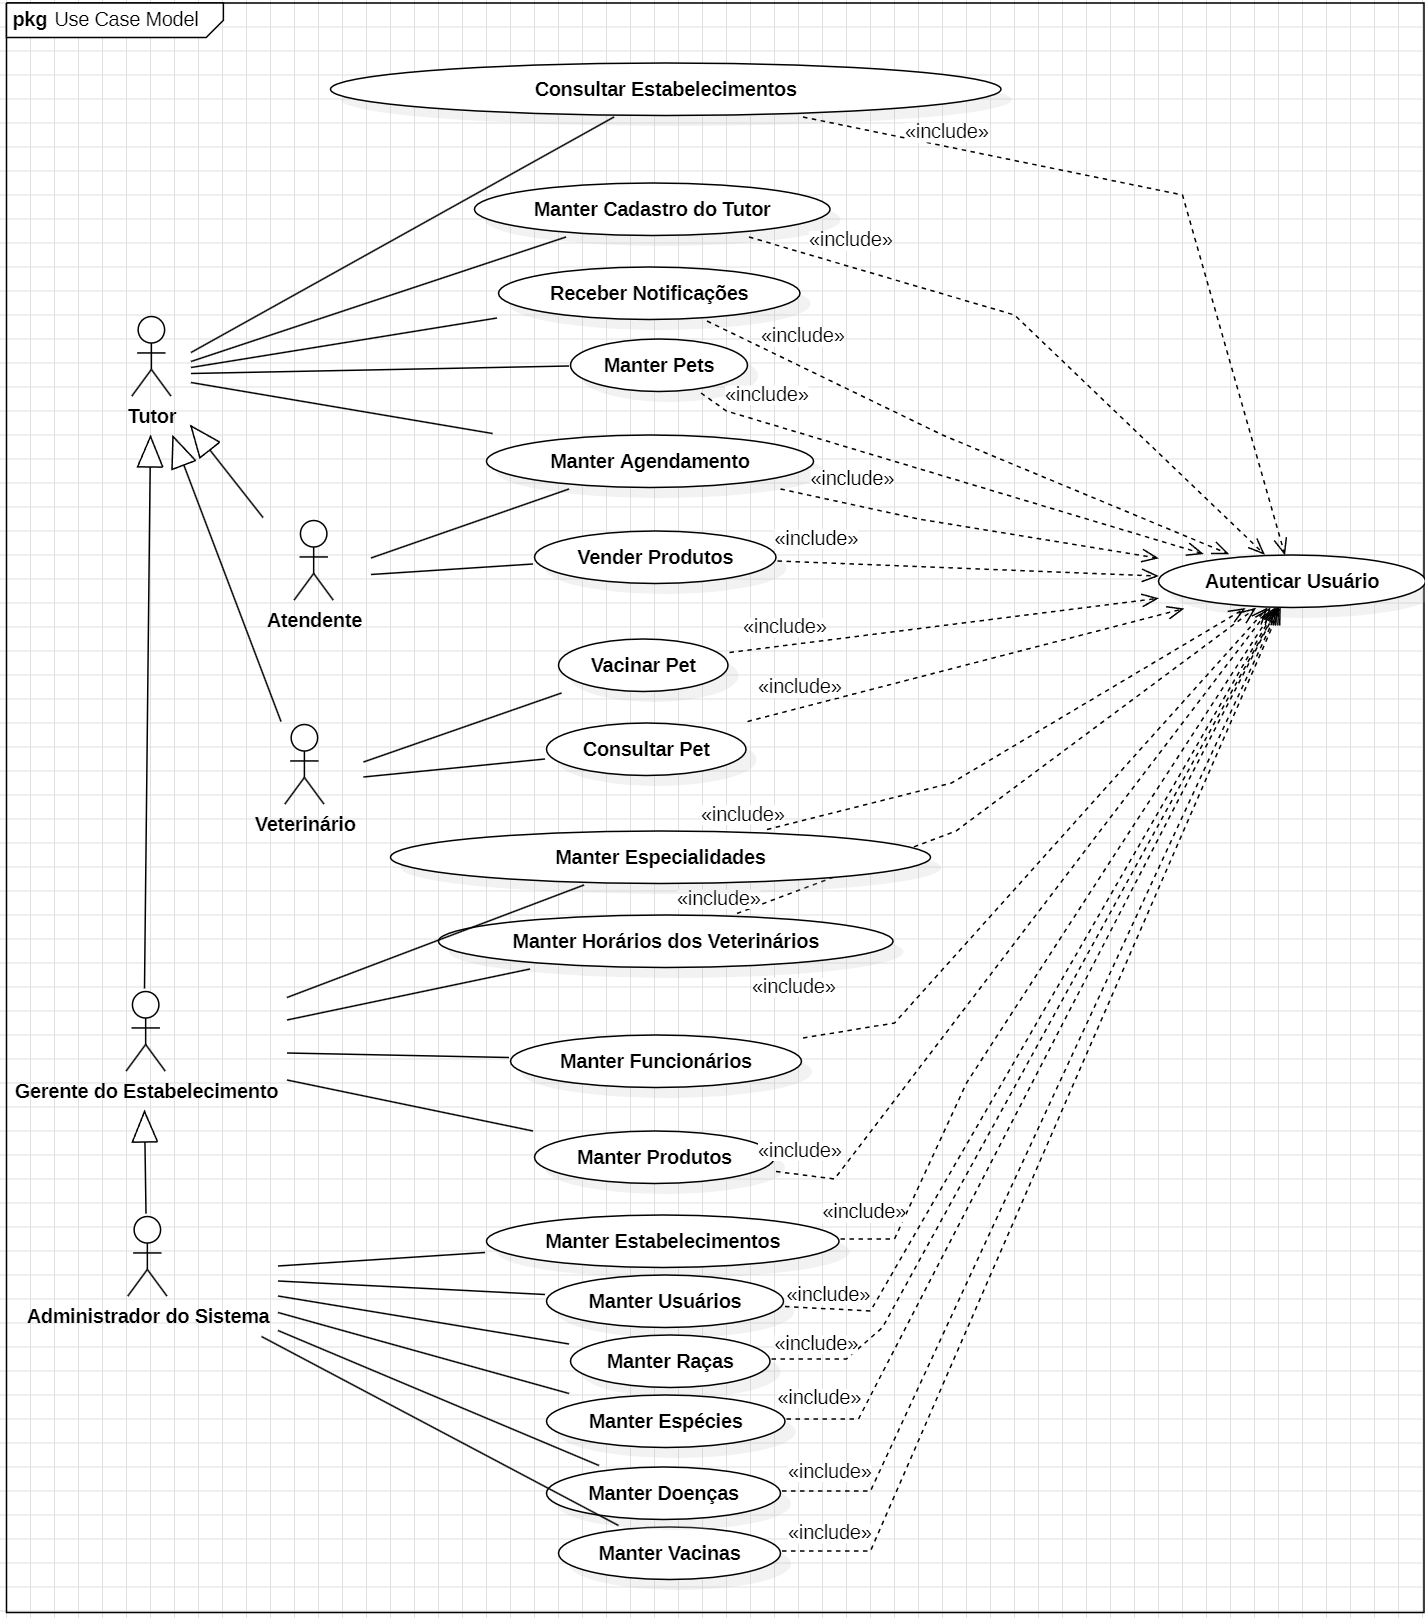 pkg Use Case Model
Consultar Estabelecimentos
«include»
Manter Cadastro do Tutor
«include»
Receber Notificações
«include»
Manter Pets
«include»
Tutor
Manter Agendamento
«include»
Vender Produtos
«include»
Autenticar Usuário
Atendente
«include»
Vacinar Pet
«include»
Consultar Pet
Veterinário
«include»
Manter Especialidades
«include»
Manter Horários dos Veterinários
«include»
Manter Funcionários
Gerente do Estabelecimento
Manter Produtos
«include»
«include»
Manter Estabelecimentos
Manter Usuários
«include»
Administrador do Sistema
«include»
Manter Raças
«include»
Manter Espécies
«include»
Manter Doenças
«include»
Manter Vacinas